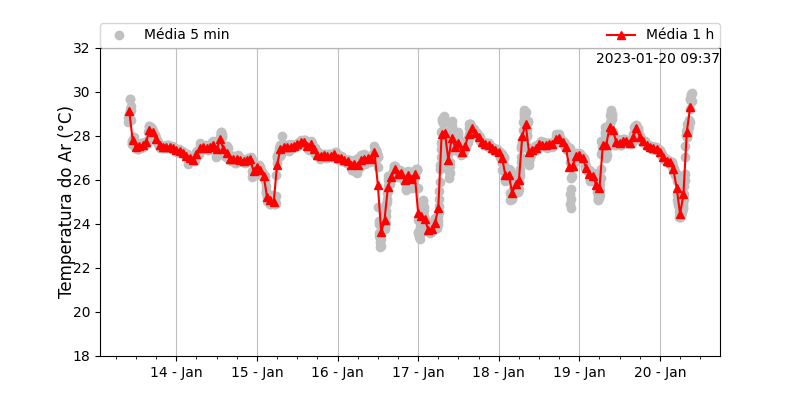 Média 5 min
Média 1 h
2023-01-20 09:37
Temperatura do Ar (°C)
32
30
28
26
24
22
20
18
14 - Jan
15 - Jan
16 - Jan
17 - Jan
18 - Jan
19 - Jan
20 - Jan